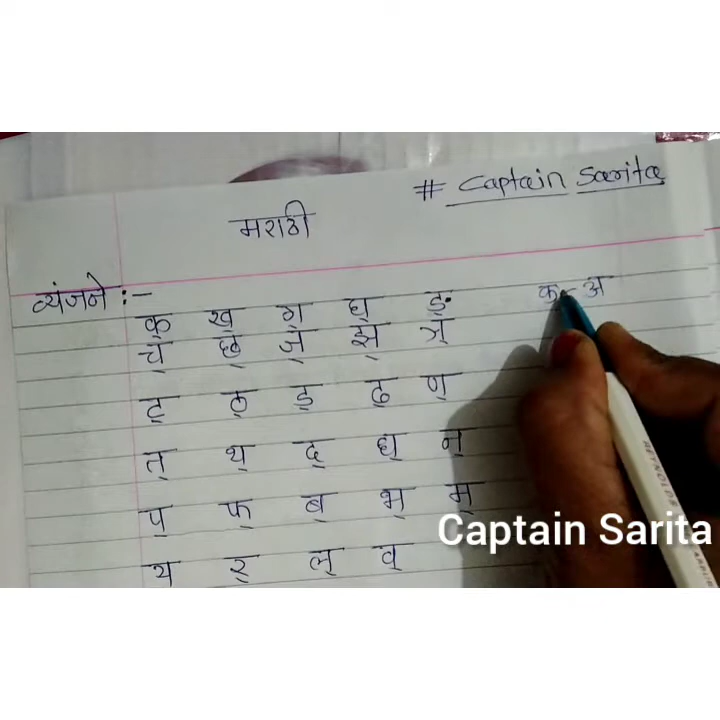 # Captain Sarita
मराठी
व्यंजने :-
क् ख् ग् घ् ङ् क - अ
च् छ् ज् झ् ञ्
ट् ठ् ड् ढ् ण्
त् थ् द् ध् न्
प् फ् ब् भ् म्
Captain Sarita
य र् ल् व्